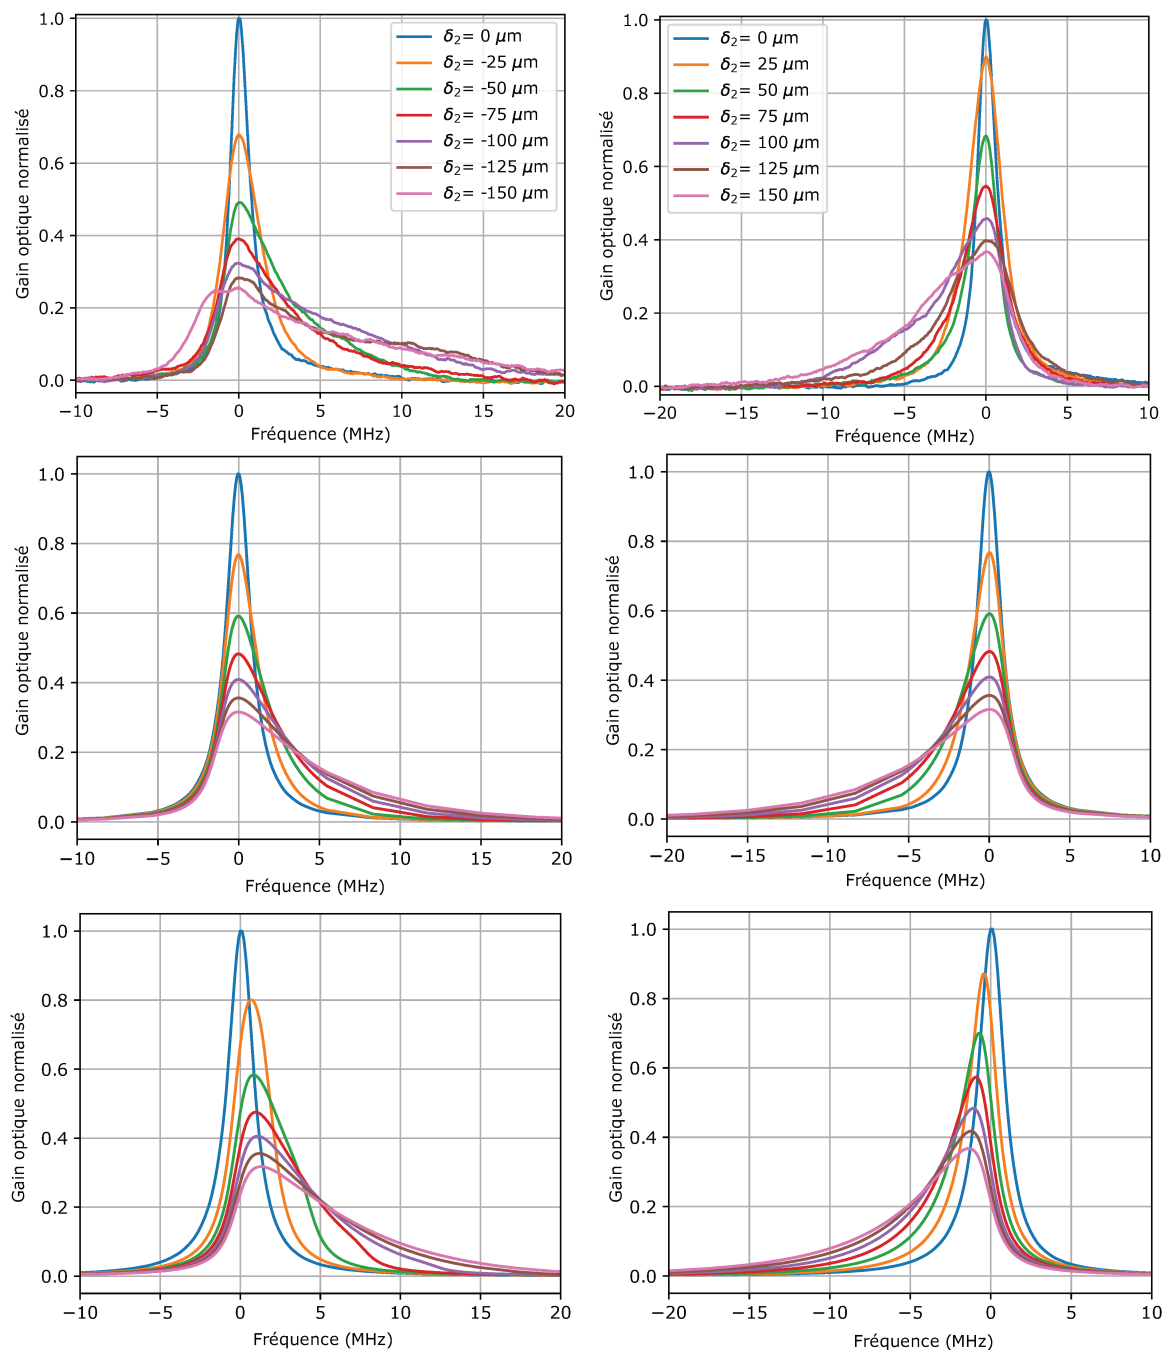 Gain optique normalisé
1.0
0.8
0.6
0.4
0.2
0.0
−10 −5 0 5 10 15 20
Fréquence (MHz)
δ₂= 0 μm
δ₂= -25 μm
δ₂= -50 μm
δ₂= -75 μm
δ₂= -100 μm
δ₂= -125 μm
δ₂= -150 μm
Gain optique normalisé
1.0
0.8
0.6
0.4
0.2
0.0
−20 −15 −10 −5 0 5 10
Fréquence (MHz)
δ₂= 0 μm
δ₂= 25 μm
δ₂= 50 μm
δ₂= 75 μm
δ₂= 100 μm
δ₂= 125 μm
δ₂= 150 μm
Gain optique normalisé
1.0
0.8
0.6
0.4
0.2
0.0
−10 −5 0 5 10 15 20
Fréquence (MHz)
Gain optique normalisé
1.0
0.8
0.6
0.4
0.2
0.0
−20 −15 −10 −5 0 5 10
Fréquence (MHz)
Gain optique normalisé
1.0
0.8
0.6
0.4
0.2
0.0
−10 −5 0 5 10 15 20
Fréquence (MHz)
Gain optique normalisé
1.0
0.8
0.6
0.4
0.2
0.0
−20 −15 −10 −5 0 5 10
Fréquence (MHz)